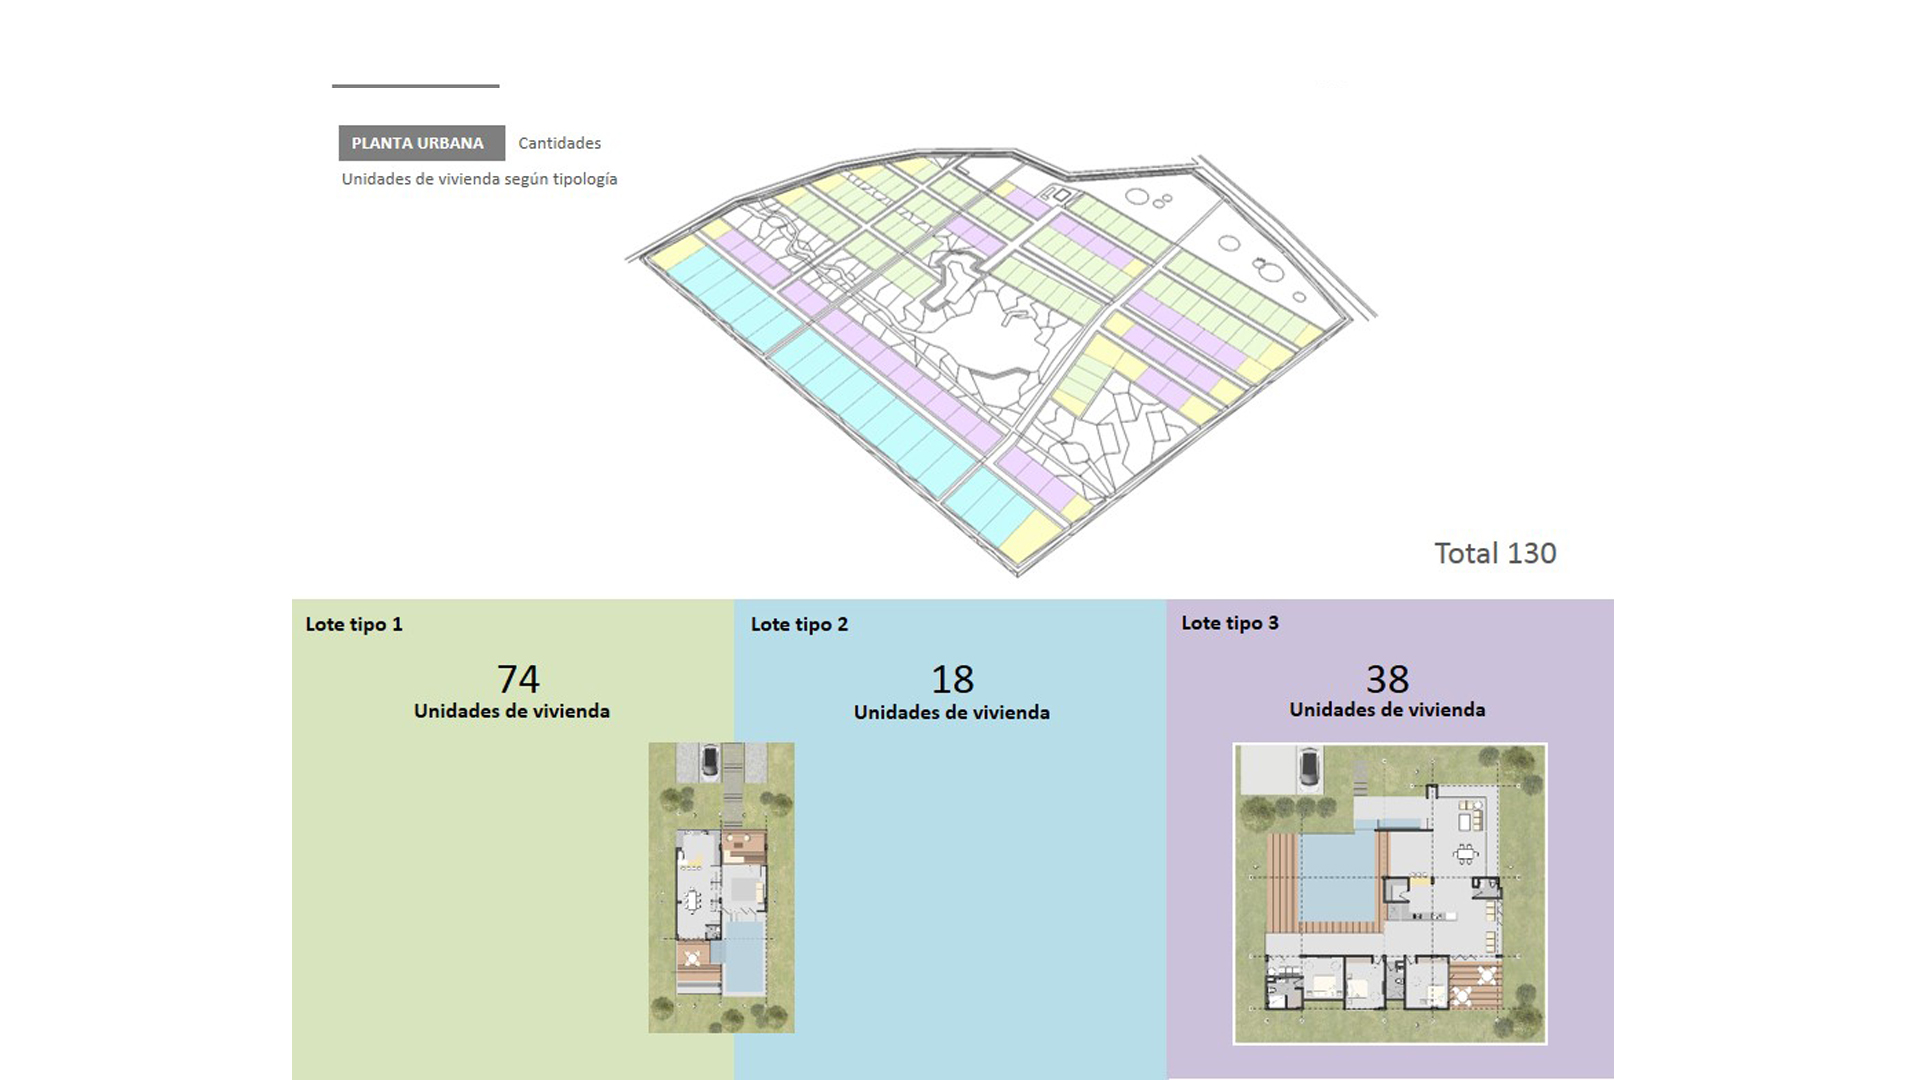 PLANTA URBANA Cantidades
Unidades de vivienda según tipología
Total 130
Lote tipo 1
74
Unidades de vivienda
Lote tipo 2
18
Unidades de vivienda
Lote tipo 3
38
Unidades de vivienda